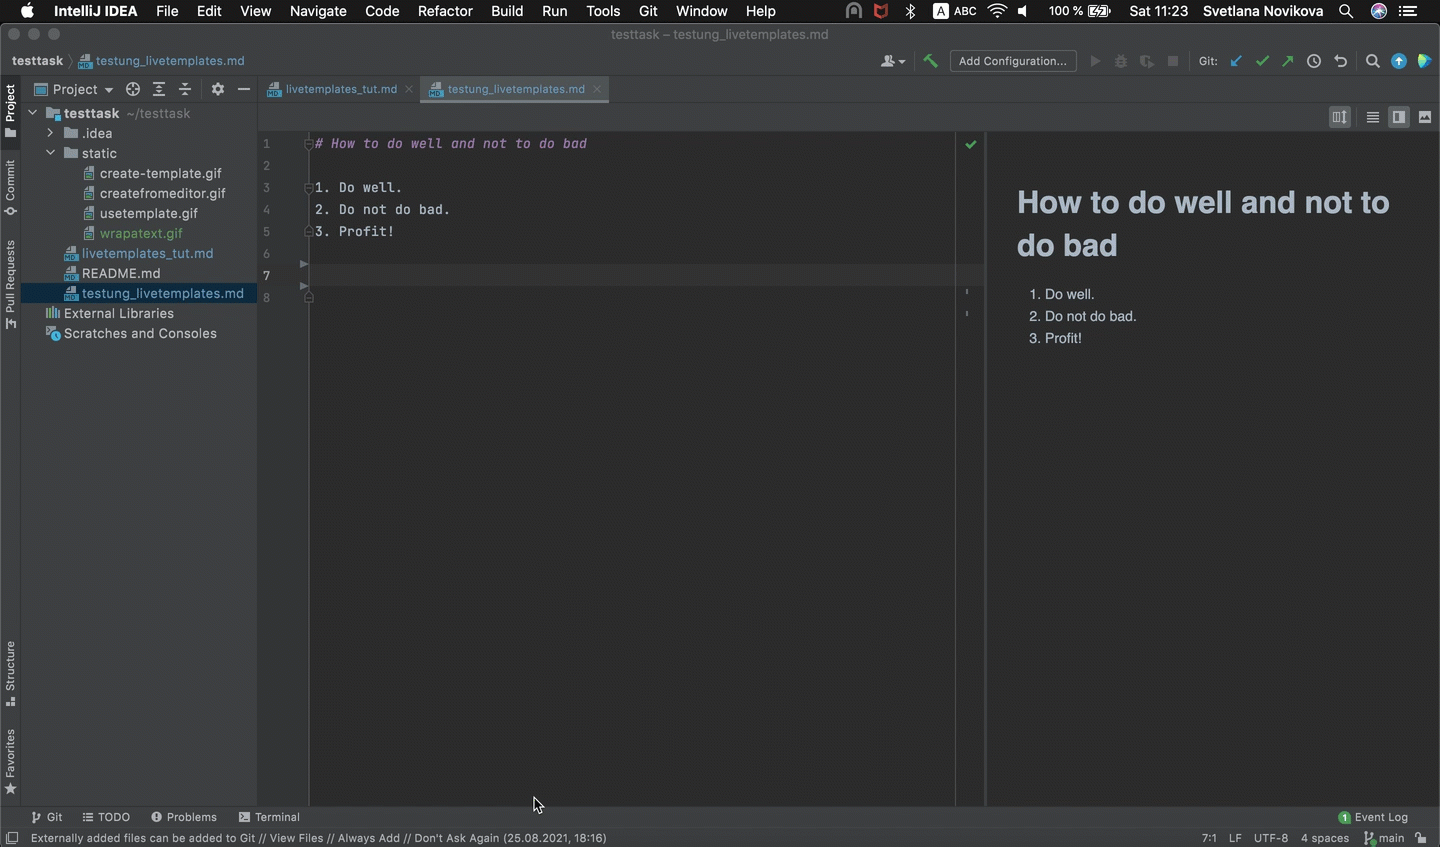 IntelliJ IDEA File Edit View Navigate Code Refactor Build Run Tools Git Window Help A ABC 100 % Sat 11:23 Svetlana Novikova
testtask – testung_livetemplates.md
testtask testung_livetemplates.md Add Configuration... Git:
Project
livetemplates_tut.md testung_livetemplates.md
testtask ~/testtask
.idea
static
create-template.gif
createfromeditor.gif
usetemplate.gif
wrapatext.gif
livetemplates_tut.md
README.md
testung_livetemplates.md
External Libraries
Scratches and Consoles
Project
Commit
Pull Requests
Structure
Favorites
1 # How to do well and not to do bad
2
3 1. Do well.
4 2. Do not do bad.
5 3. Profit!
6
7
8
How to do well and not to
do bad
1. Do well.
2. Do not do bad.
3. Profit!
Git TODO Problems Terminal 1 Event Log
Externally added files can be added to Git // View Files // Always Add // Don't Ask Again (25.08.2021, 18:16) 7:1 LF UTF-8 4 spaces main